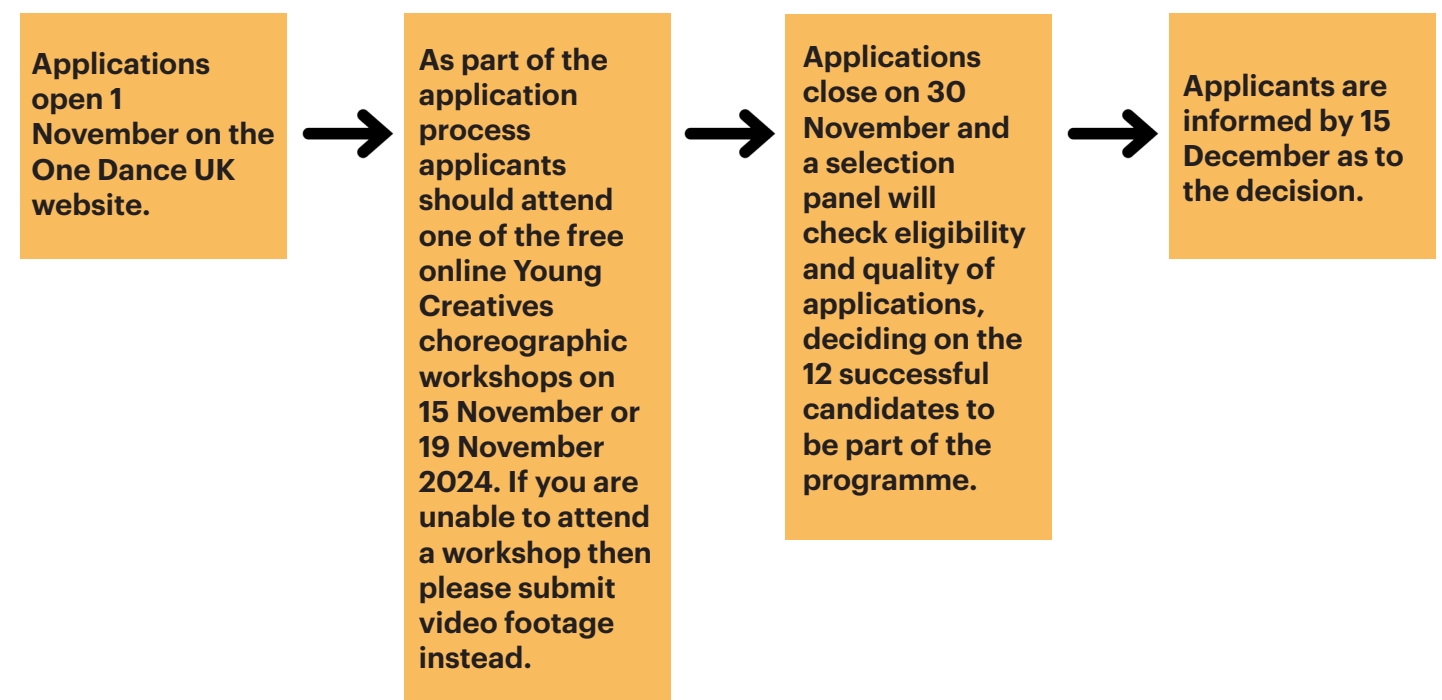 Applications
open 1
November on the
One Dance UK
website.
As part of the
application
process
applicants
should attend
one of the free
online Young
Creatives
choreographic
workshops on
15 November or
19 November
2024. If you are
unable to attend
a workshop then
please submit
video footage
instead.
Applications
close on 30
November and
a selection
panel will
check eligibility
and quality of
applications,
deciding on the
12 successful
candidates to
be part of the
programme.
Applicants are
informed by 15
December as to
the decision.